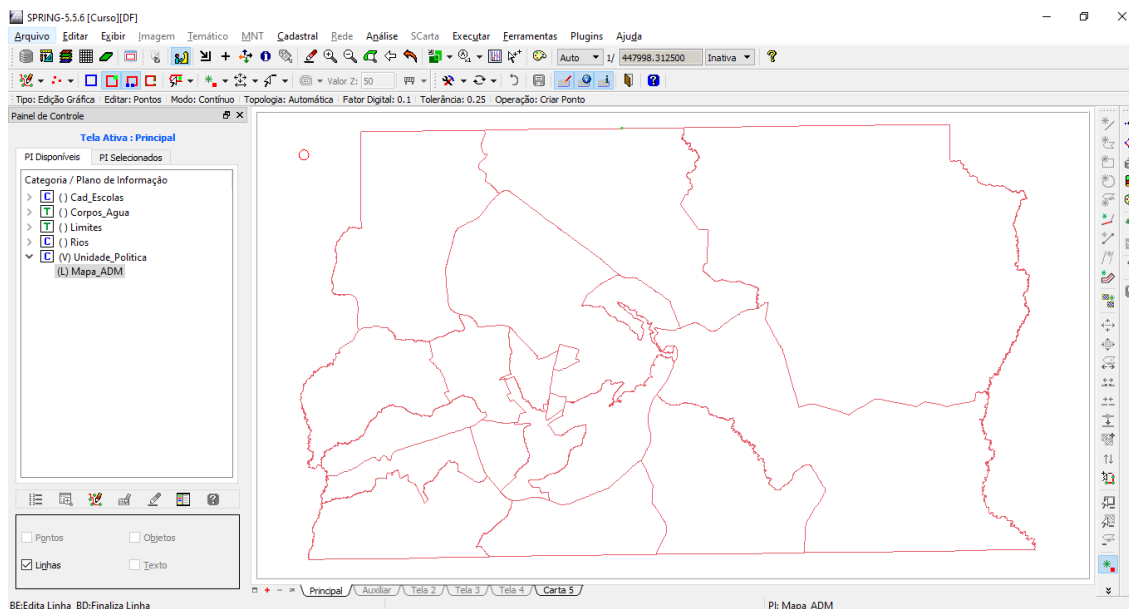 SPRING-5.5.6 [Curso][DF]
Arquivo Editar Exibir Imagem Temático MNT Cadastral Rede Análise SCarta Executar Ferramentas Plugins Ajuda
Auto 1/ 447998.312500 Inativa
Valor Z: 50
Tipo: Edição Gráfica Editar: Pontos Modo: Contínuo Topologia: Automática Fator Digital: 0.1 Tolerância: 0.25 Operação: Criar Ponto
Painel de Controle
Tela Ativa : Principal
PI Disponíveis PI Selecionados
Categoria / Plano de Informação
C () Cad_Escolas
T () Corpos_Agua
T () Limites
C () Rios
C (V) Unidade_Politica
(L) Mapa_ADM
Pontos Objetos
Linhas Texto
Principal Auxiliar Tela 2 Tela 3 Tela 4 Carta 5
BE:Edita Linha BD:Finaliza Linha PI: Mapa_ADM